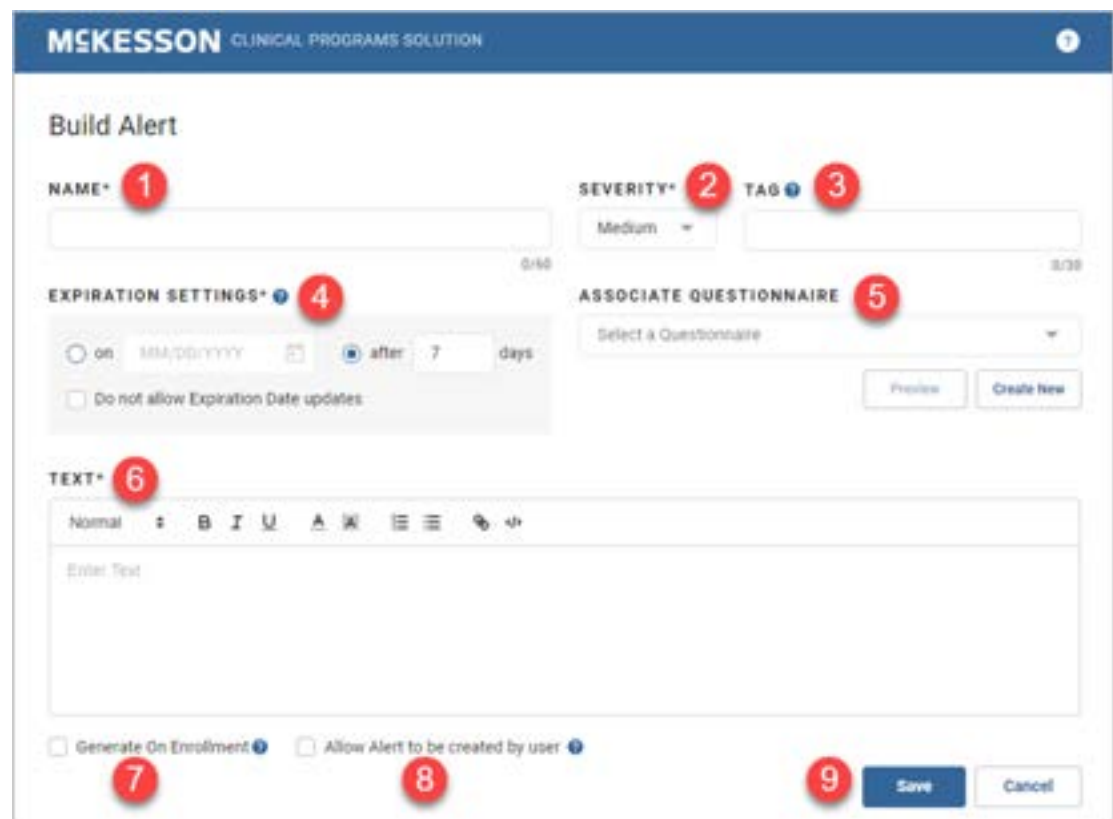 MCKESSON CLINICAL PROGRAMS SOLUTION ?
Build Alert
NAME* 1
SEVERITY* 2 TAG ? 3
Medium
0/60
0/30
EXPIRATION SETTINGS* ? 4
ASSOCIATE QUESTIONNAIRE 5
on MM/DD/YYYY after 7 days
Select a Questionnaire
Do not allow Expiration Date updates
Preview Create New
TEXT* 6
Normal B I U A A
Enter Text
Generate On Enrollment ? Allow Alert to be created by user ?
7 8 9
Save Cancel